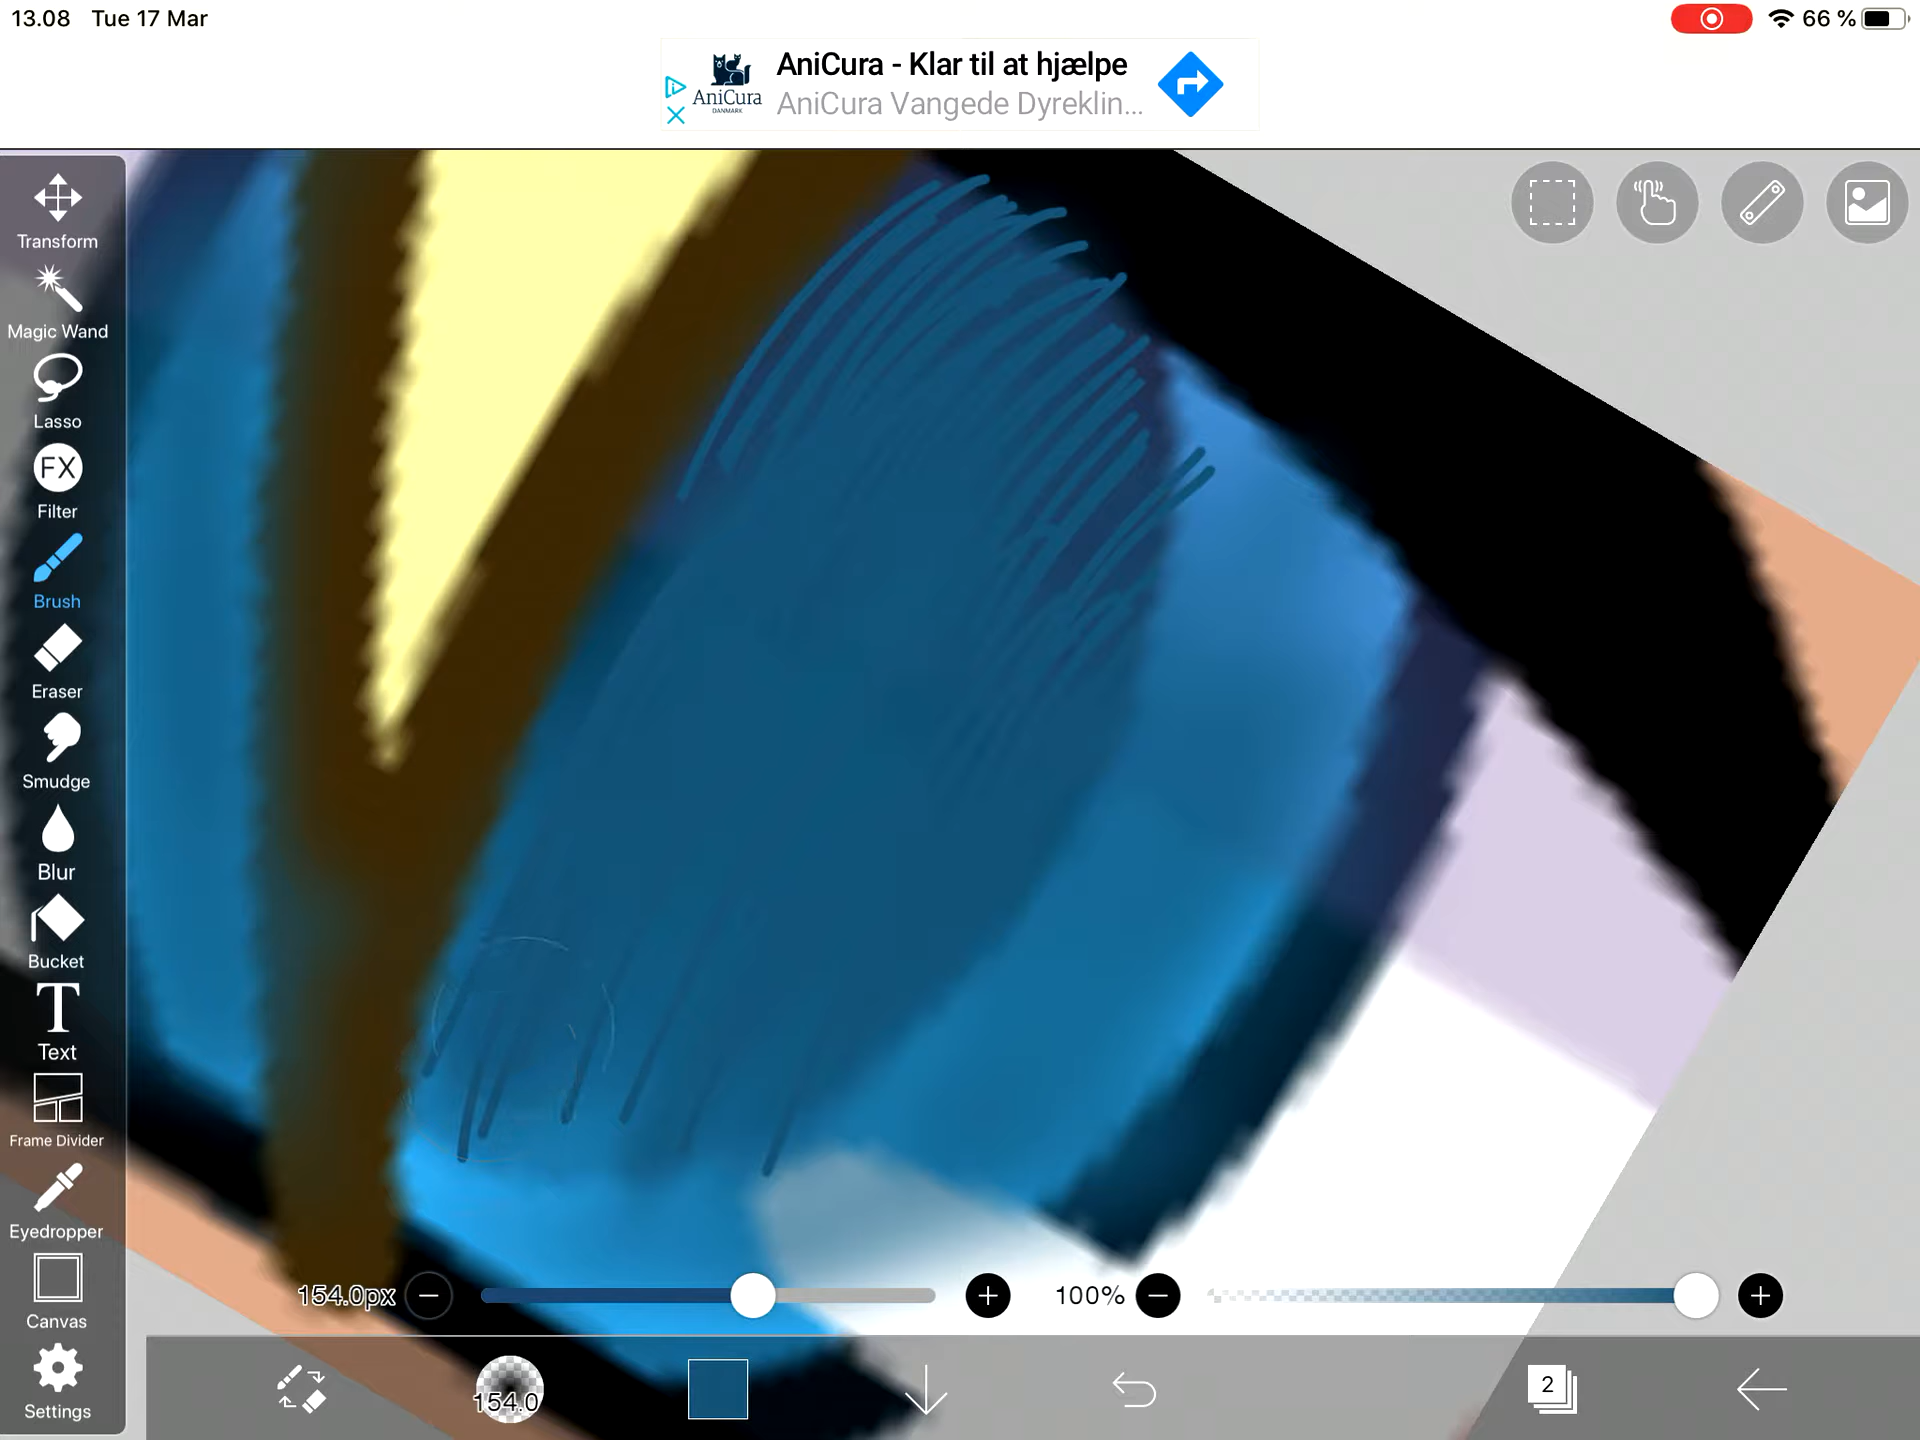 13.08 Tue 17 Mar
66 %
AniCura - Klar til at hjælpe
AniCura Vangede Dyreklin...
AniCura
DANMARK
Transform
Magic Wand
Lasso
FX
Filter
Brush
Eraser
Smudge
Blur
Bucket
T
Text
Frame Divider
Eyedropper
Canvas
Settings
154.0px
100%
154.0
2